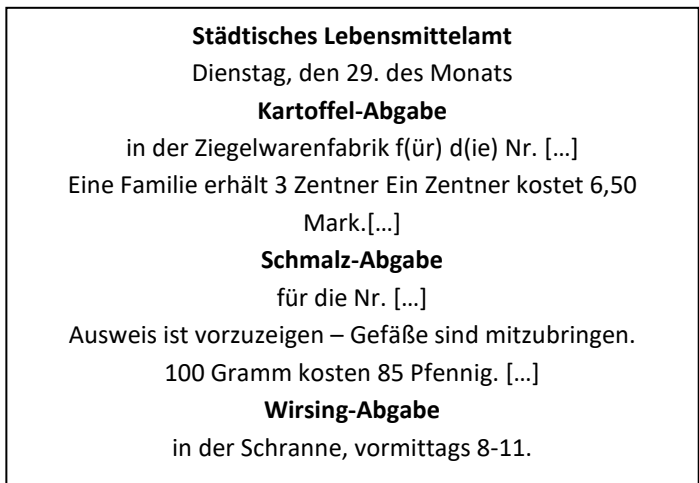 Städtisches Lebensmittelamt
Dienstag, den 29. des Monats
Kartoffel-Abgabe
in der Ziegelwarenfabrik f(ür) d(ie) Nr. […]
Eine Familie erhält 3 Zentner Ein Zentner kostet 6,50
Mark.[…]
Schmalz-Abgabe
für die Nr. […]
Ausweis ist vorzuzeigen – Gefäße sind mitzubringen.
100 Gramm kosten 85 Pfennig. […]
Wirsing-Abgabe
in der Schranne, vormittags 8-11.